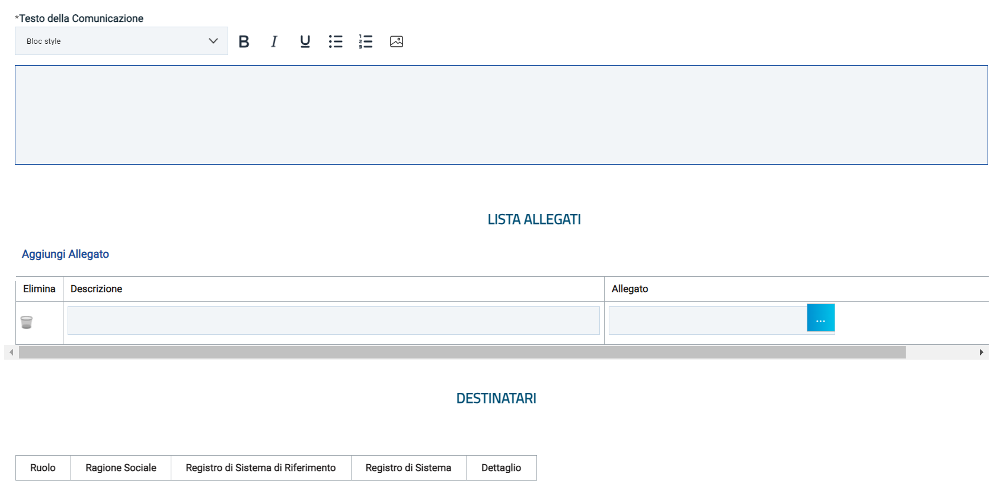 *Testo della Comunicazione
Bloc style
LISTA ALLEGATI
Aggiungi Allegato
Elimina Descrizione Allegato
...
DESTINATARI
Ruolo Ragione Sociale Registro di Sistema di Riferimento Registro di Sistema Dettaglio